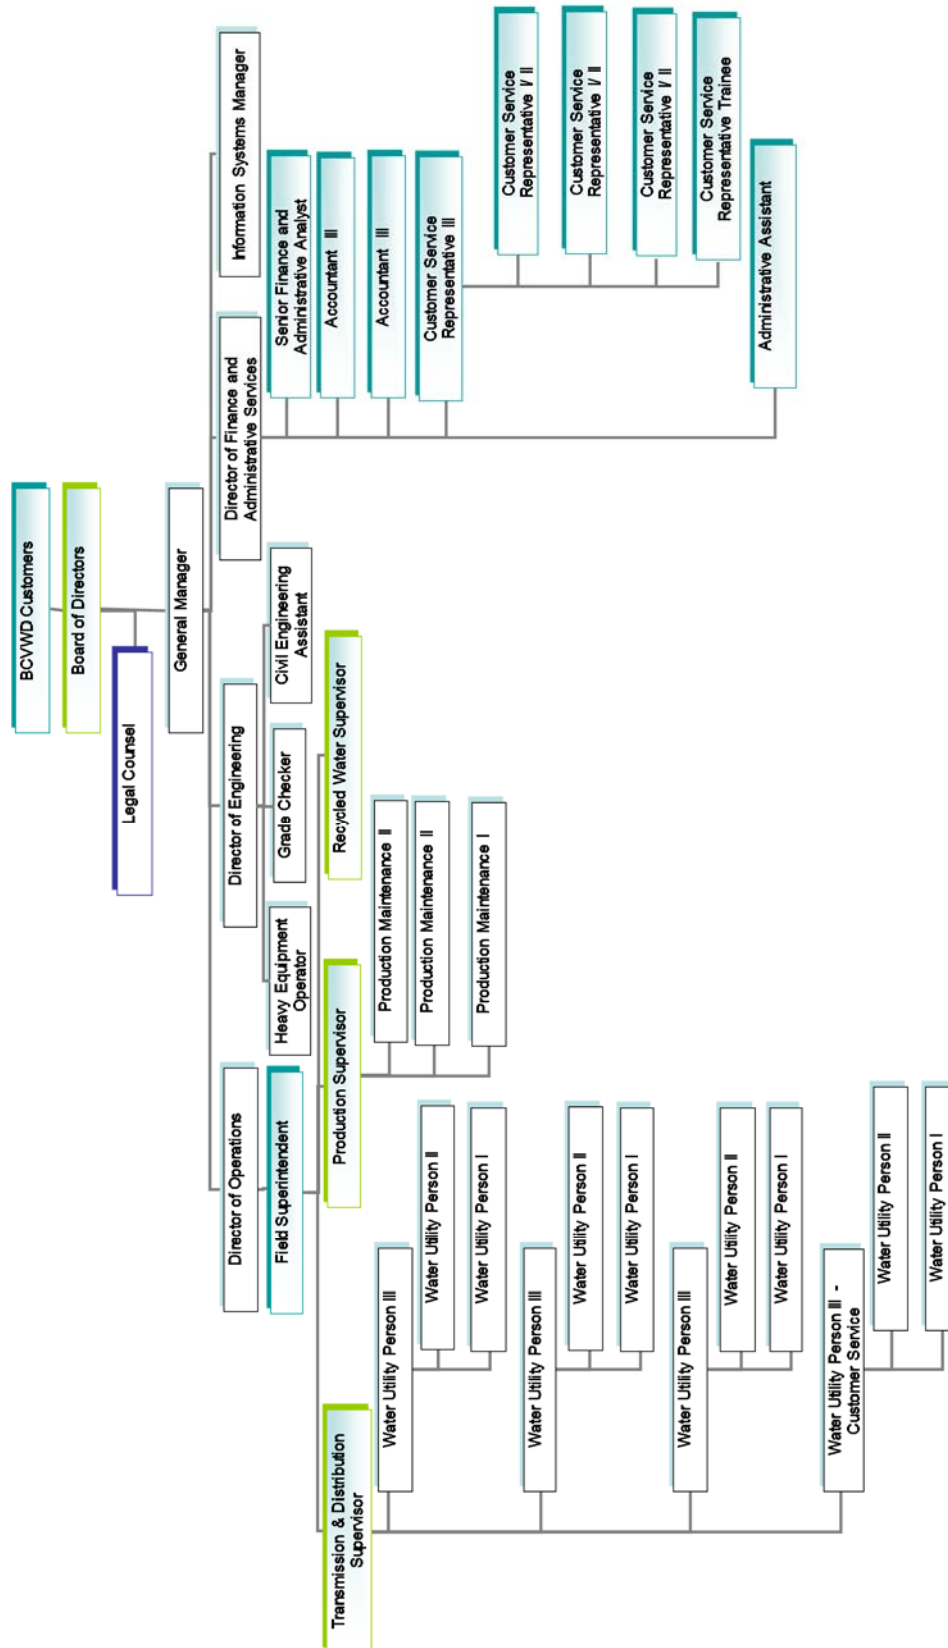 BCVWD Customers
Board of Directors
Legal Counsel
General Manager
Director of Operations
Director of Engineering
Director of Finance and
Administrative Services
Information Systems Manager
Field Superintendent
Heavy Equipment
Operator
Grade Checker
Civil Engineering
Assistant
Senior Finance and
Administrative Analyst
Accountant III
Accountant III
Customer Service
Representative III
Customer Service
Representative I/ II
Customer Service
Representative I/ II
Customer Service
Representative I/ II
Customer Service
Representative Trainee
Administrative Assistant
Transmission & Distribution
Supervisor
Production Supervisor
Recycled Water Supervisor
Production Maintenance II
Production Maintenance II
Production Maintenance I
Water Utility Person III
Water Utility Person II
Water Utility Person I
Water Utility Person III
Water Utility Person II
Water Utility Person I
Water Utility Person III
Water Utility Person II
Water Utility Person I
Water Utility Person III -
Customer Service
Water Utility Person II
Water Utility Person I